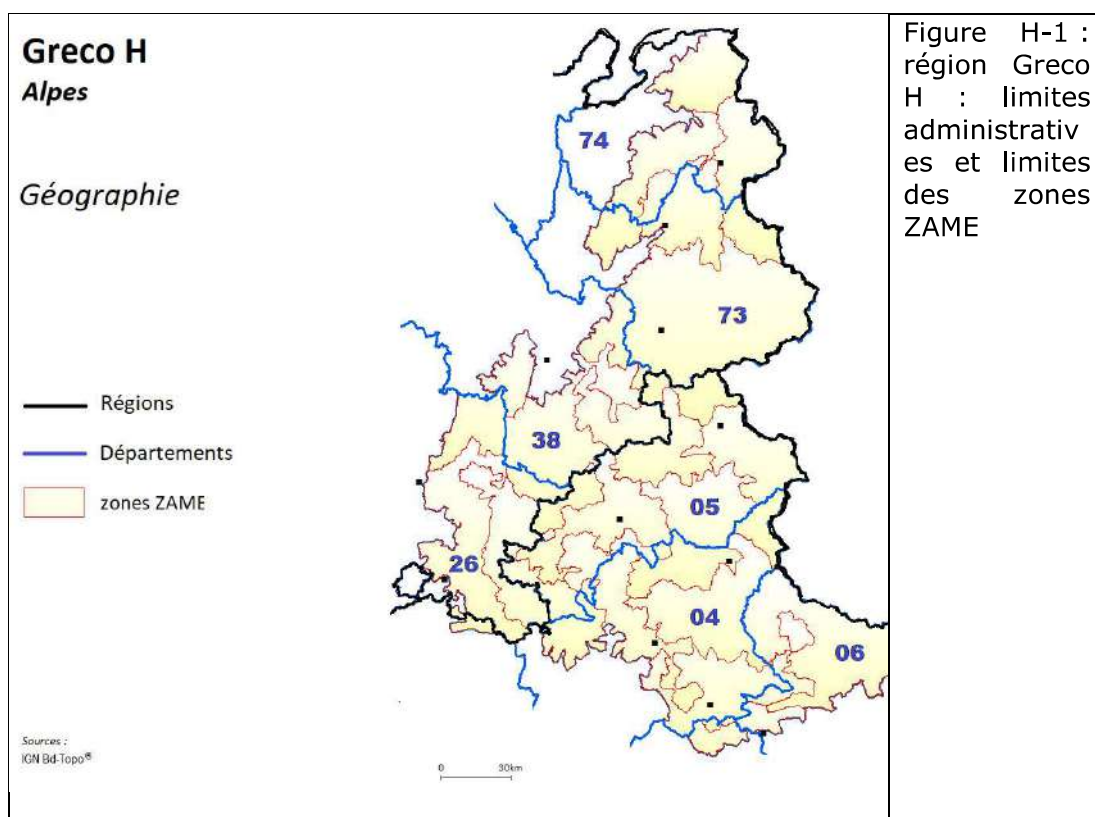 Greco H
Alpes
Géographie
74
73
38
05
26
04
06
Régions
Départements
zones ZAME
Sources :
IGN Bd-Topo®
0 30km
Figure H-1 :
région Greco
H : limites
administrativ
es et limites
des zones
ZAME